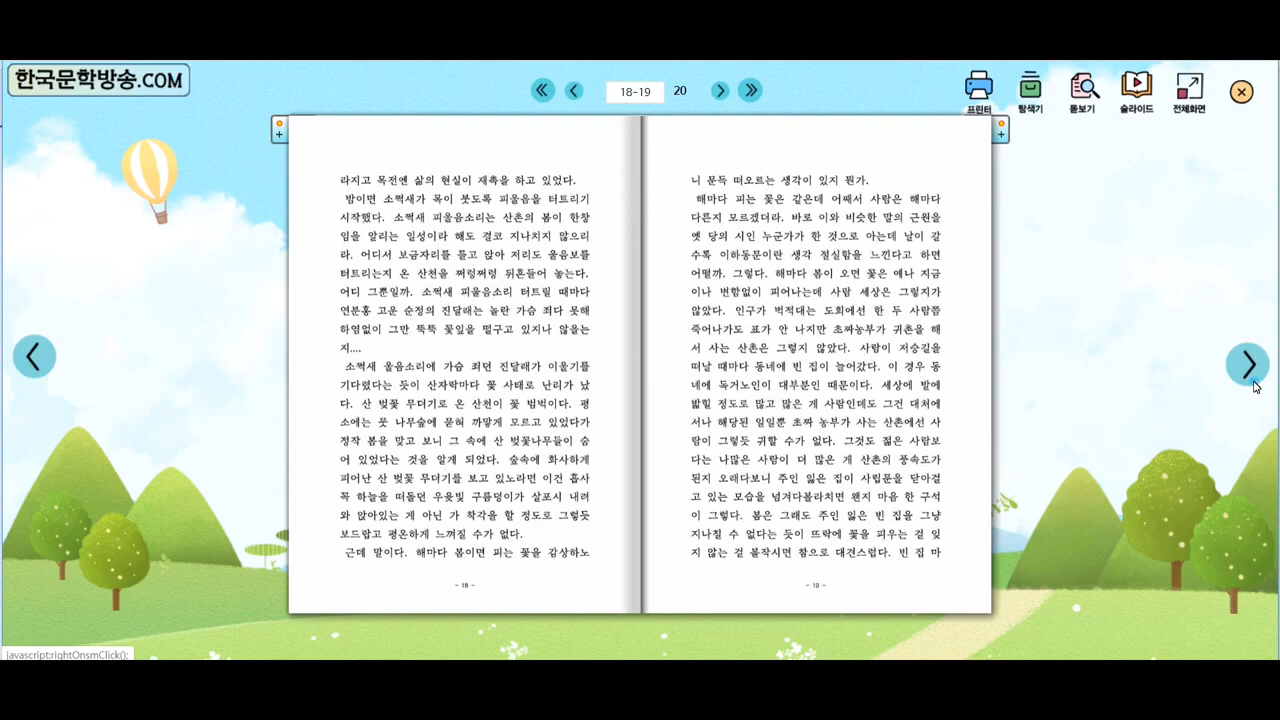 한국문학방송.COM
18-19
20
프린터
탐색기
돋보기
슬라이드
전체화면
라지고 목전엔 삶의 현실이 재촉을 하고 있었다.
밤이면 소쩍새가 목이 붓도록 피울음을 터트리기
시작했다. 소쩍새 피울음소리는 산촌의 봄이 한창
임을 알리는 일성이라 해도 결코 지나치지 않으리
라. 어디서 보금자리를 틀고 앉아 저리도 울음보를
터트리는지 온 산천을 쩌렁쩌렁 뒤흔들어 놓는다.
어디 그뿐일까. 소쩍새 피울음소리 터트릴 때마다
연분홍 고운 순정의 진달래는 놀란 가슴 죄다 못해
하염없이 그만 뚝뚝 꽃잎을 떨구고 있지나 않을는
지....
소쩍새 울음소리에 가슴 죄던 진달래가 이울기를
기다렸다는 듯이 산자락마다 꽃 사태로 난리가 났
다. 산 벚꽃 무더기로 온 산천이 꽃 범벅이다. 평
소에는 풋 나무숲에 묻혀 까맣게 모르고 있었다가
정작 봄을 맞고 보니 그 속에 산 벚꽃나무들이 숨
어 있었다는 것을 알게 되었다. 숲속에 화사하게
피어난 산 벚꽃 무더기를 보고 있노라면 이건 흡사
꼭 하늘을 떠돌던 우윳빛 구름덩이가 살포시 내려
와 앉아있는 게 아닌 가 착각을 할 정도로 그렇듯
보드랍고 평온하게 느껴질 수가 없다.
근데 말이다. 해마다 봄이면 피는 꽃을 감상하노
- 18 -
니 문득 떠오르는 생각이 있지 뭔가.
해마다 피는 꽃은 같은데 어째서 사람은 해마다
다른지 모르겠더라. 바로 이와 비슷한 말의 근원을
옛 당의 시인 누군가가 한 것으로 아는데 날이 갈
수록 이하동문이란 생각 절실함을 느낀다고 하면
어떨까. 그렇다. 해마다 봄이 오면 꽃은 예나 지금
이나 변함없이 피어나는데 사람 세상은 그렇지가
않았다. 인구가 벅적대는 도회에선 한 두 사람쯤
죽어나가도 표가 안 나지만 초짜농부가 귀촌을 해
서 사는 산촌은 그렇지 않았다. 사람이 저승길을
떠날 때마다 동네에 빈 집이 늘어갔다. 이 경우 동
네에 독거노인이 대부분인 때문이다. 세상에 발에
밟힐 정도로 많고 많은 게 사람인데도 그건 대처에
서나 해당된 일일뿐 초짜 농부가 사는 산촌에선 사
람이 그렇듯 귀할 수가 없다. 그것도 젊은 사람보
다는 나많은 사람이 더 많은 게 산촌의 풍속도가
된지 오래다보니 주인 잃은 집이 사립문을 닫아걸
고 있는 모습을 넘겨다볼라치면 왠지 마음 한 구석
이 그렇다. 봄은 그래도 주인 잃은 빈 집을 그냥
지나칠 수 없다는 듯이 뜨락에 꽃을 피우는 걸 잊
지 않는 걸 볼작시면 참으로 대견스럽다. 빈 집 마
- 19 -
javascript:rightOnsmClick();